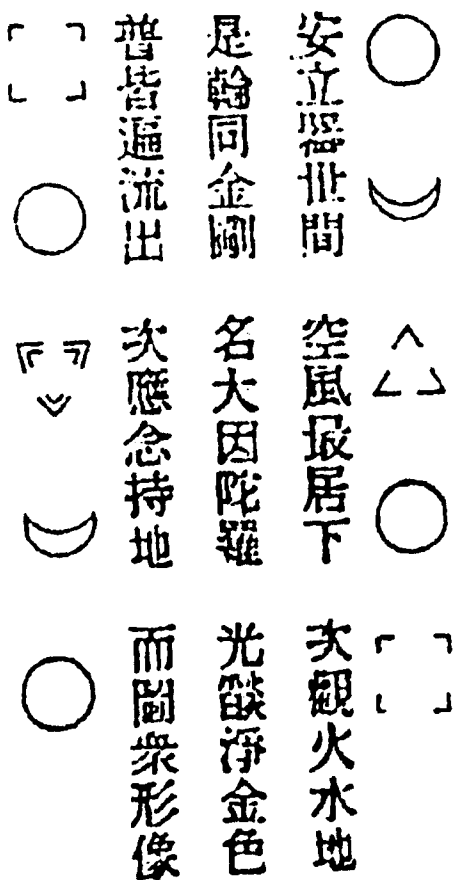 安立器世間　空風最居下　次觀火水地
是輪同金剛　名大因陀羅　光燄淨金色
普皆遍流出　次應念持地　而圖衆形像